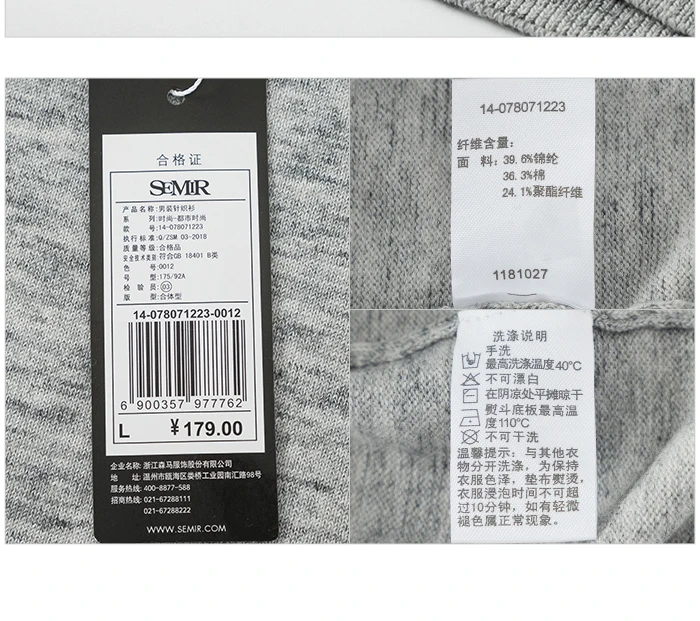 合格证
SEMIR
产品名称:男装针织衫
系 列:时尚-都市时尚
款 号:14-078071223
执行标准:Q/ZSM 03-2018
质量等级:合格品
安全技术类别:符合GB 18401 B类
色 号:0012
号 型:175/92A
检 验 员:03
版 型:合体型
14-078071223-0012
6 900357 977762
L ¥179.00
企业名称:浙江森马服饰股份有限公司
地 址:温州市瓯海区娄桥工业园南汇路98号
服务热线:400-8877-588
招商热线:021-67288111
021-67288222
WWW.SEMIR.COM
14-078071223
纤维含量:
面 料:39.6%锦纶
36.3%棉
24.1%聚酯纤维
1181027
洗涤说明
手洗
最高洗涤温度40℃
不可漂白
在阴凉处平摊晾干
熨斗底板最高温
度110℃
不可干洗
温馨提示:与其他衣
物分开洗涤,为保持
衣服色泽,垫布熨烫,
衣服浸泡时间不可超
过10分钟,如有轻微
褪色属正常现象。